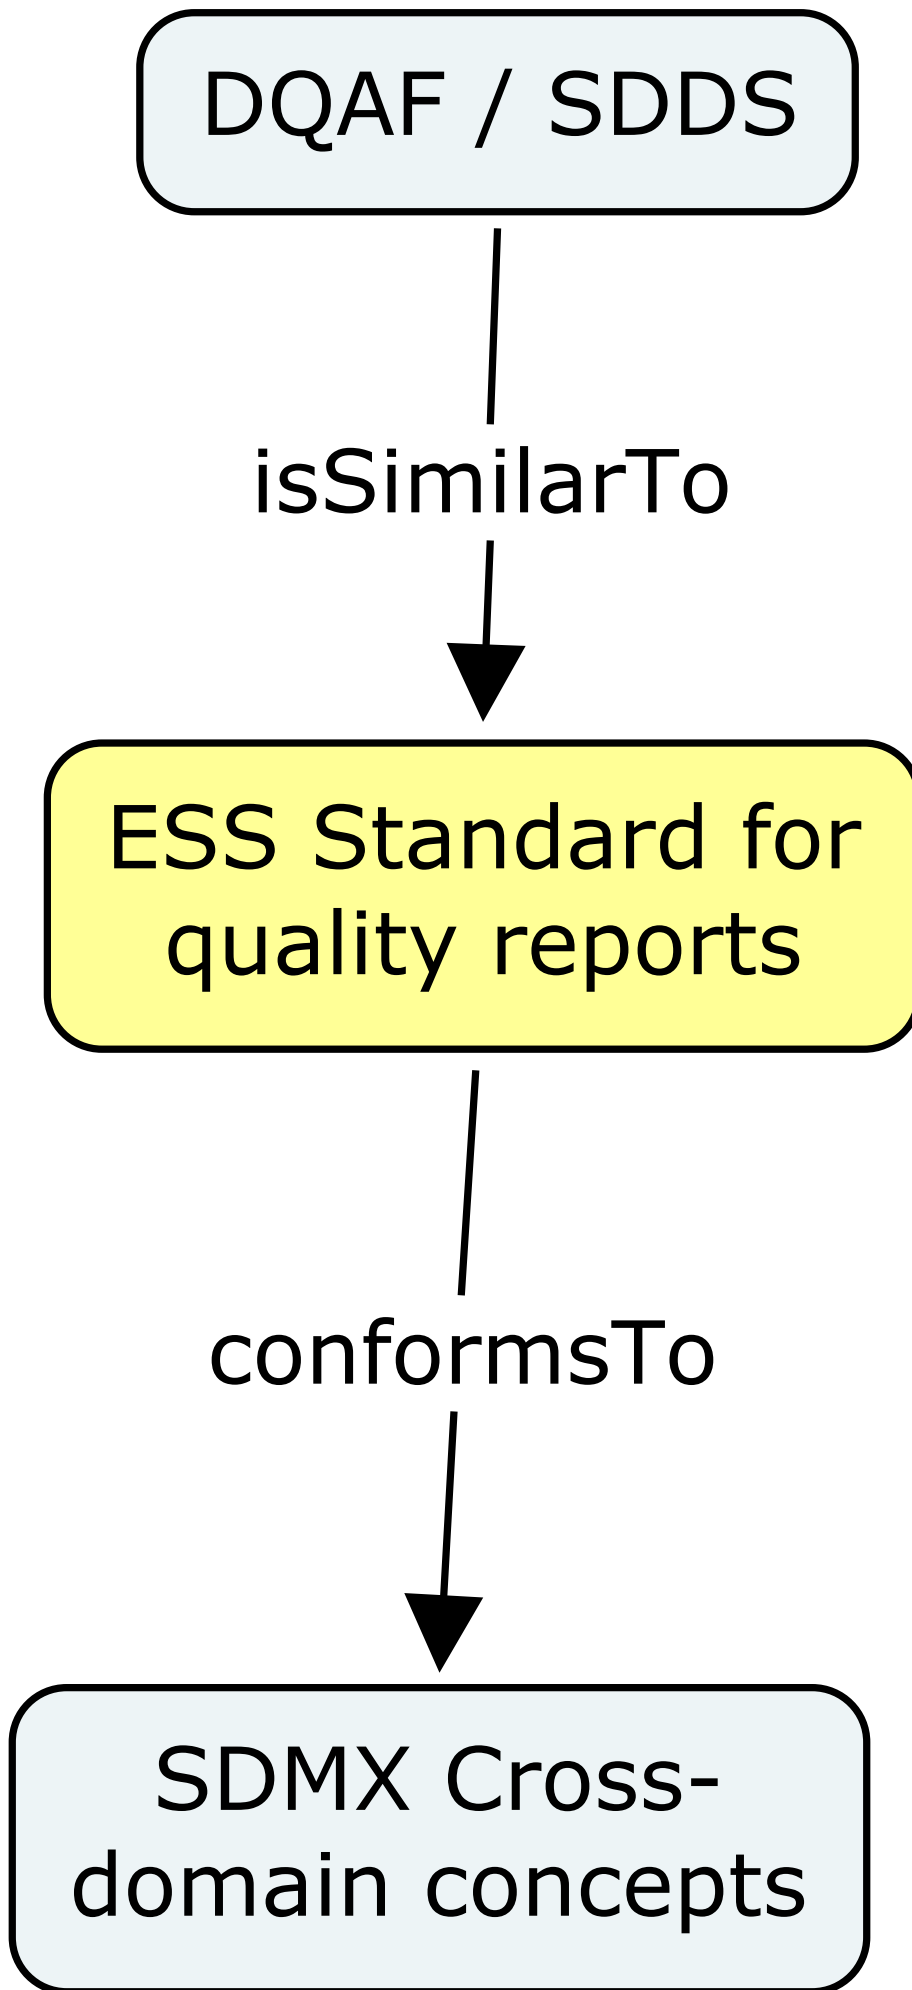 DQAF / SDDS
isSimilarTo
ESS Standard for
quality reports
conformsTo
SDMX Cross-
domain concepts